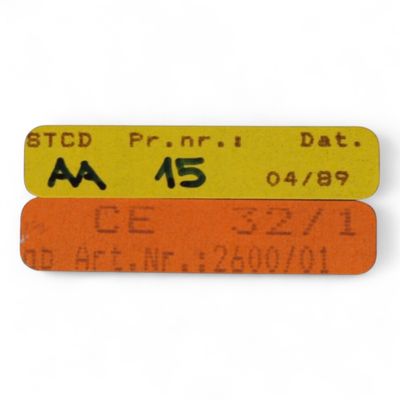 STCD Pr.nr.: Dat.
AA 15 04/89
CE 32/1
Art.Nr.:2600/01